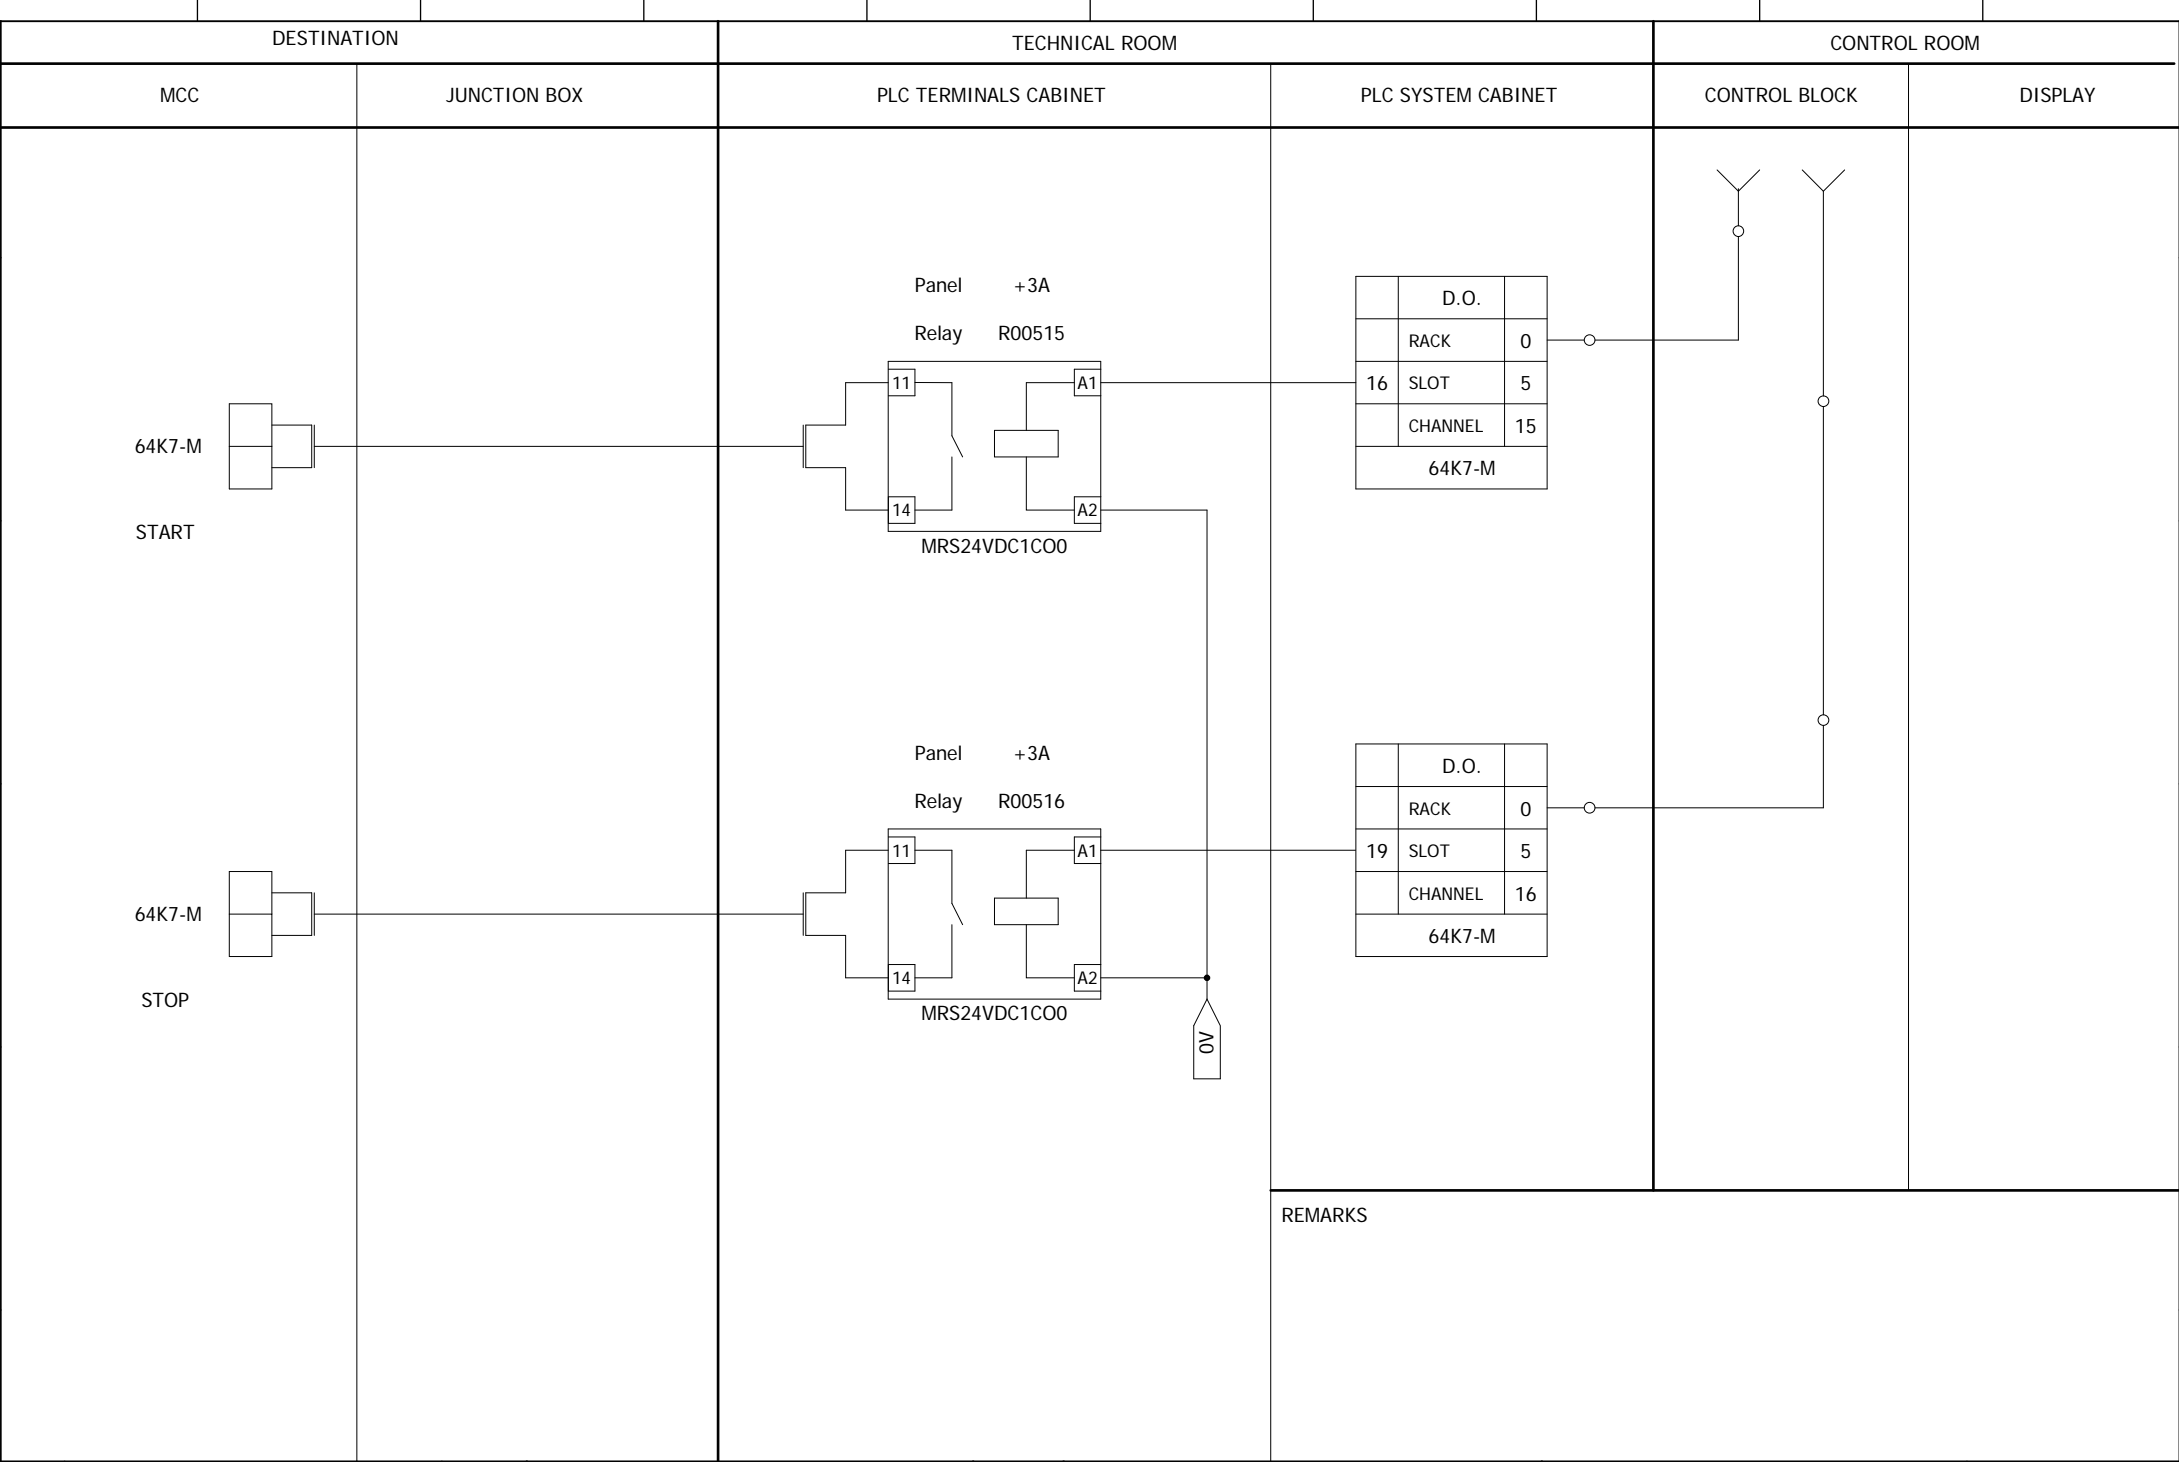 DESTINATION TECHNICAL ROOM CONTROL ROOM
MCC JUNCTION BOX PLC TERMINALS CABINET PLC SYSTEM CABINET CONTROL BLOCK DISPLAY
Panel +3A
D.O.
Relay R00515
RACK 0
11 A1 16 SLOT 5
CHANNEL 15
64K7-M
64K7-M
14 A2
START
MRS24VDC1CO0
Panel +3A
D.O.
Relay R00516
RACK 0
11 A1 19 SLOT 5
CHANNEL 16
64K7-M
64K7-M
14 A2
STOP
MRS24VDC1CO0
0V
REMARKS